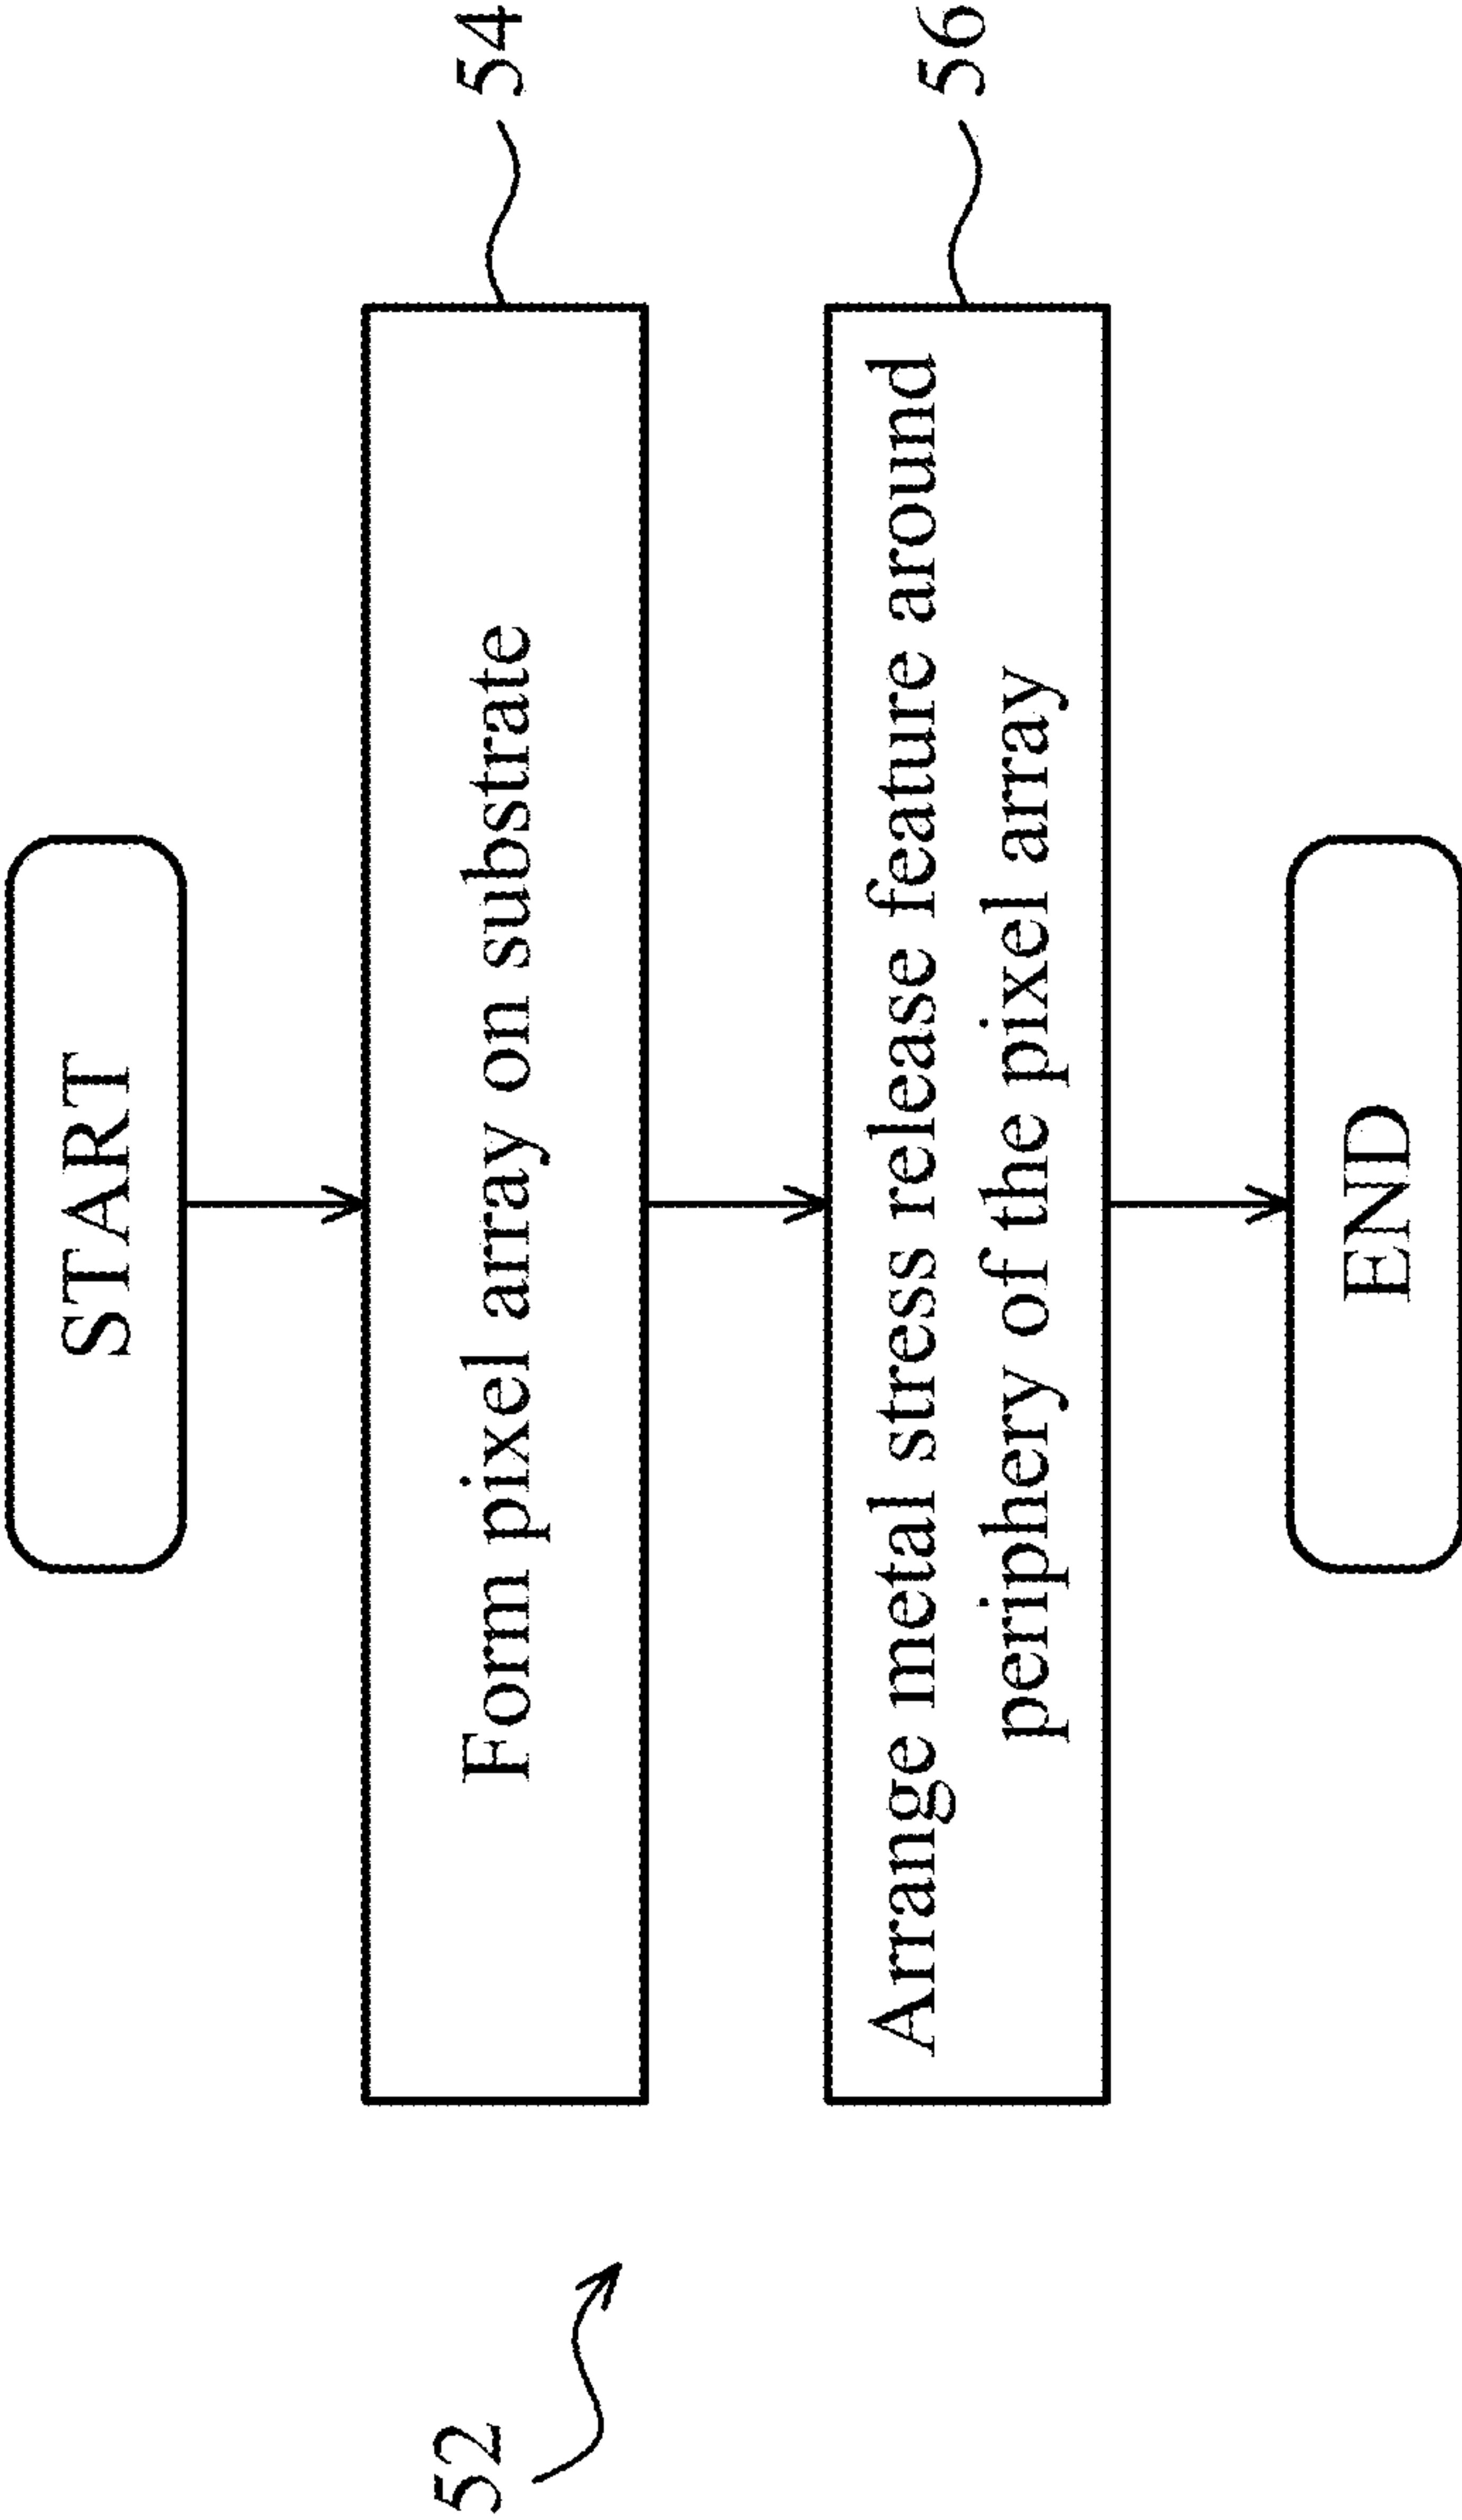 START
Form pixel array on substrate
54
Arrange metal stress release feature around
periphery of the pixel array
56
END
52